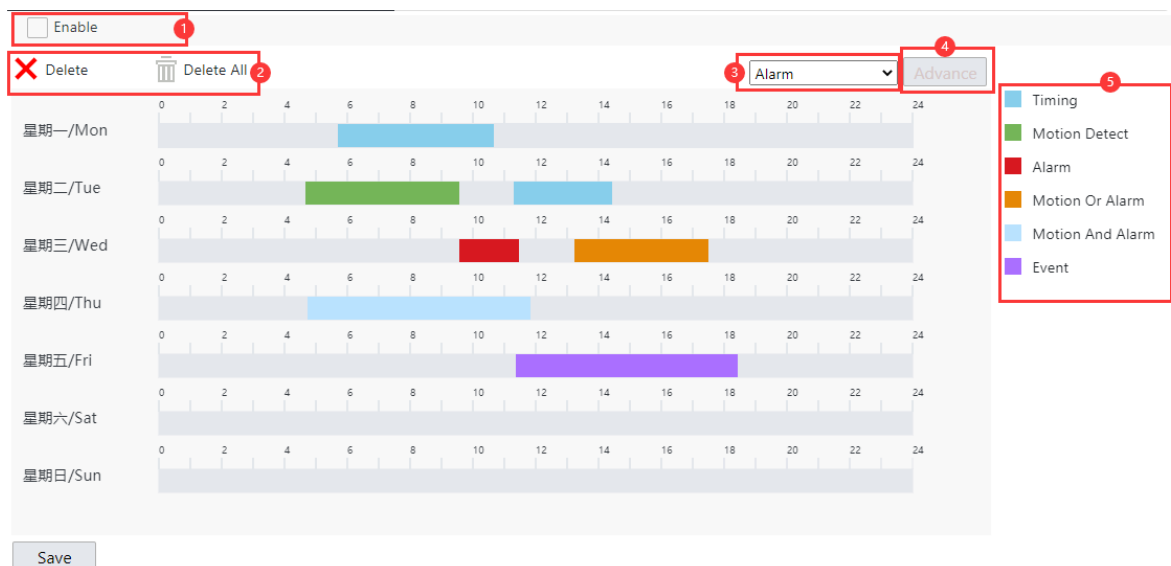 Enable
1
Delete
Delete All
2
3
Alarm
4
Advance
5
0 2 4 6 8 10 12 14 16 18 20 22 24
星期一/Mon
0 2 4 6 8 10 12 14 16 18 20 22 24
星期二/Tue
0 2 4 6 8 10 12 14 16 18 20 22 24
星期三/Wed
0 2 4 6 8 10 12 14 16 18 20 22 24
星期四/Thu
0 2 4 6 8 10 12 14 16 18 20 22 24
星期五/Fri
0 2 4 6 8 10 12 14 16 18 20 22 24
星期六/Sat
0 2 4 6 8 10 12 14 16 18 20 22 24
星期日/Sun
Timing
Motion Detect
Alarm
Motion Or Alarm
Motion And Alarm
Event
Save